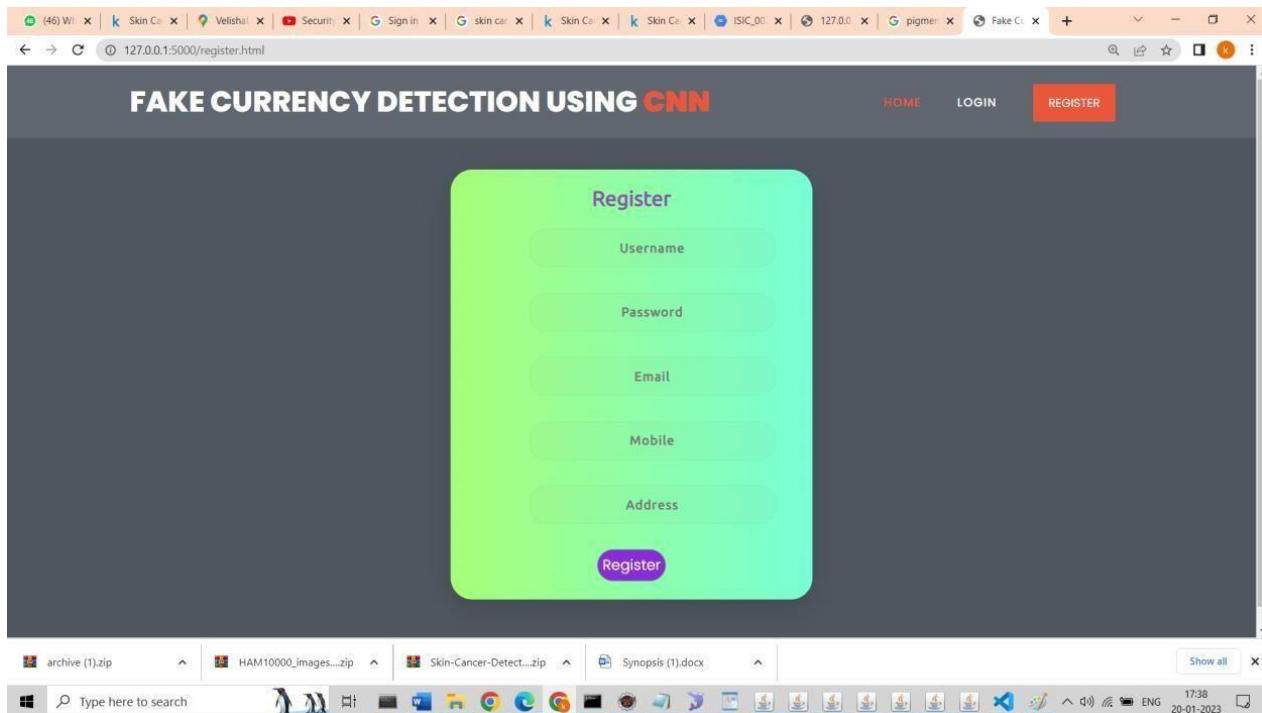 (46) Wh
Skin Ca
Velishal
Securit
Sign in
skin car
Skin Ca
Skin Ca
ISIC_00
127.0.0
pigmen
Fake Cu
127.0.0.1:5000/register.html
k
FAKE CURRENCY DETECTION USING CNN
HOME
LOGIN
REGISTER
Register
Username
Password
Email
Mobile
Address
Register
archive (1).zip
HAM10000_images....zip
Skin-Cancer-Detect....zip
Synopsis (1).docx
Show all
Type here to search
ENG
17:38
20-01-2023